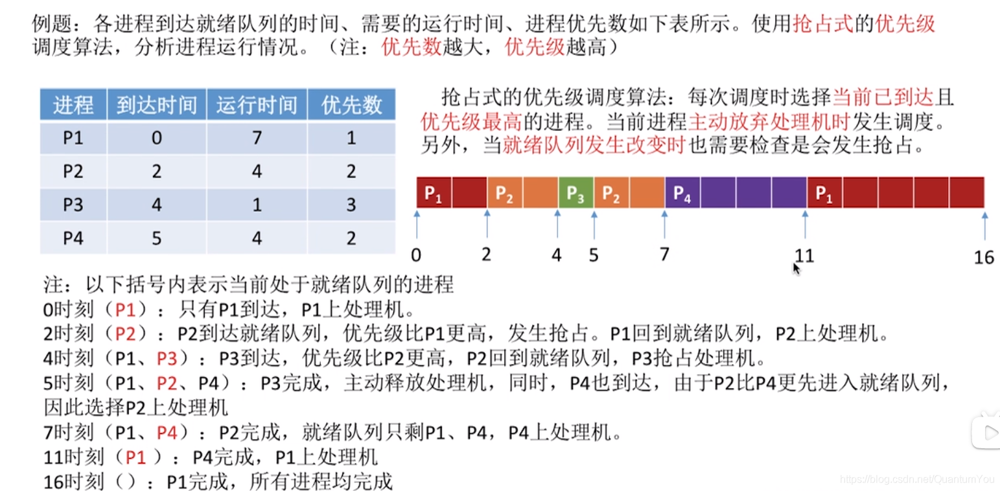 例题：各进程到达就绪队列的时间、需要的运行时间、进程优先数如下表所示。使用抢占式的优先级
调度算法，分析进程运行情况。（注：优先数越大，优先级越高）
进程 到达时间 运行时间 优先数
P1 0 7 1
P2 2 4 2
P3 4 1 3
P4 5 4 2
抢占式的优先级调度算法：每次调度时选择当前已到达且
优先级最高的进程。当前进程主动放弃处理机时发生调度。
另外，当就绪队列发生改变时也需要检查是会发生抢占。
P1 P2 P3 P2 P4 P1
0 2 4 5 7 11 16
注：以下括号内表示当前处于就绪队列的进程
0时刻（P1）：只有P1到达，P1上处理机。
2时刻（P2）：P2到达就绪队列，优先级比P1更高，发生抢占。P1回到就绪队列，P2上处理机。
4时刻（P1、P3）：P3到达，优先级比P2更高，P2回到就绪队列，P3抢占处理机。
5时刻（P1、P2、P4）：P3完成，主动释放处理机，同时，P4也到达，由于P2比P4更先进入就绪队列，
因此选择P2上处理机
7时刻（P1、P4）：P2完成，就绪队列只剩P1、P4，P4上处理机。
11时刻（P1 ）：P4完成，P1上处理机
16时刻（）：P1完成，所有进程均完成
https://blog.csdn.net/QuantumYou